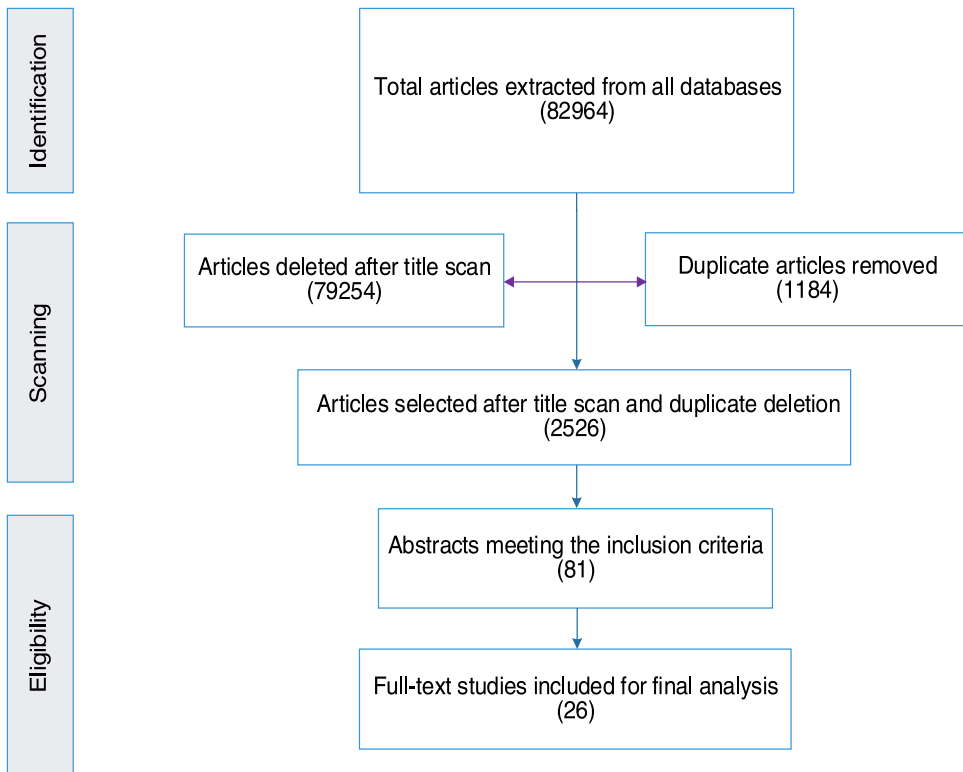 Identification
Total articles extracted from all databases
(82964)
Scanning
Articles deleted after title scan
(79254)
Duplicate articles removed
(1184)
Articles selected after title scan and duplicate deletion
(2526)
Eligibility
Abstracts meeting the inclusion criteria
(81)
Full-text studies included for final analysis
(26)